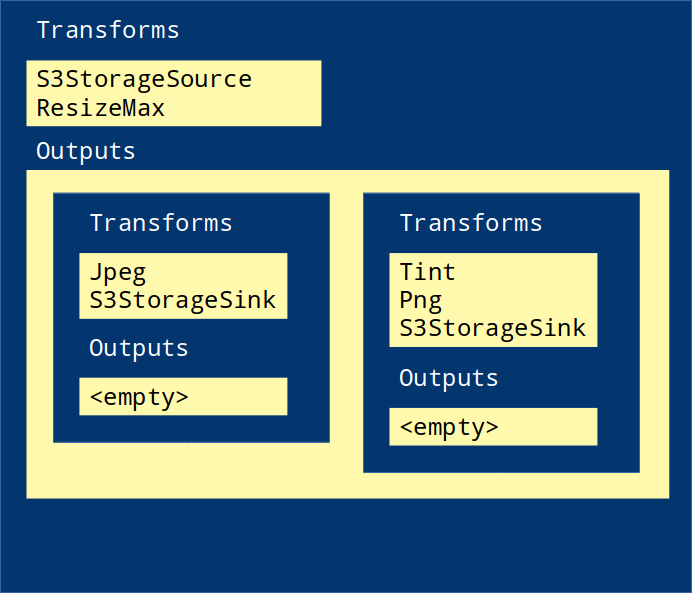 Transforms
S3StorageSource
ResizeMax
Outputs
Transforms
Jpeg
S3StorageSink
Outputs
<empty>
Transforms
Tint
Png
S3StorageSink
Outputs
<empty>